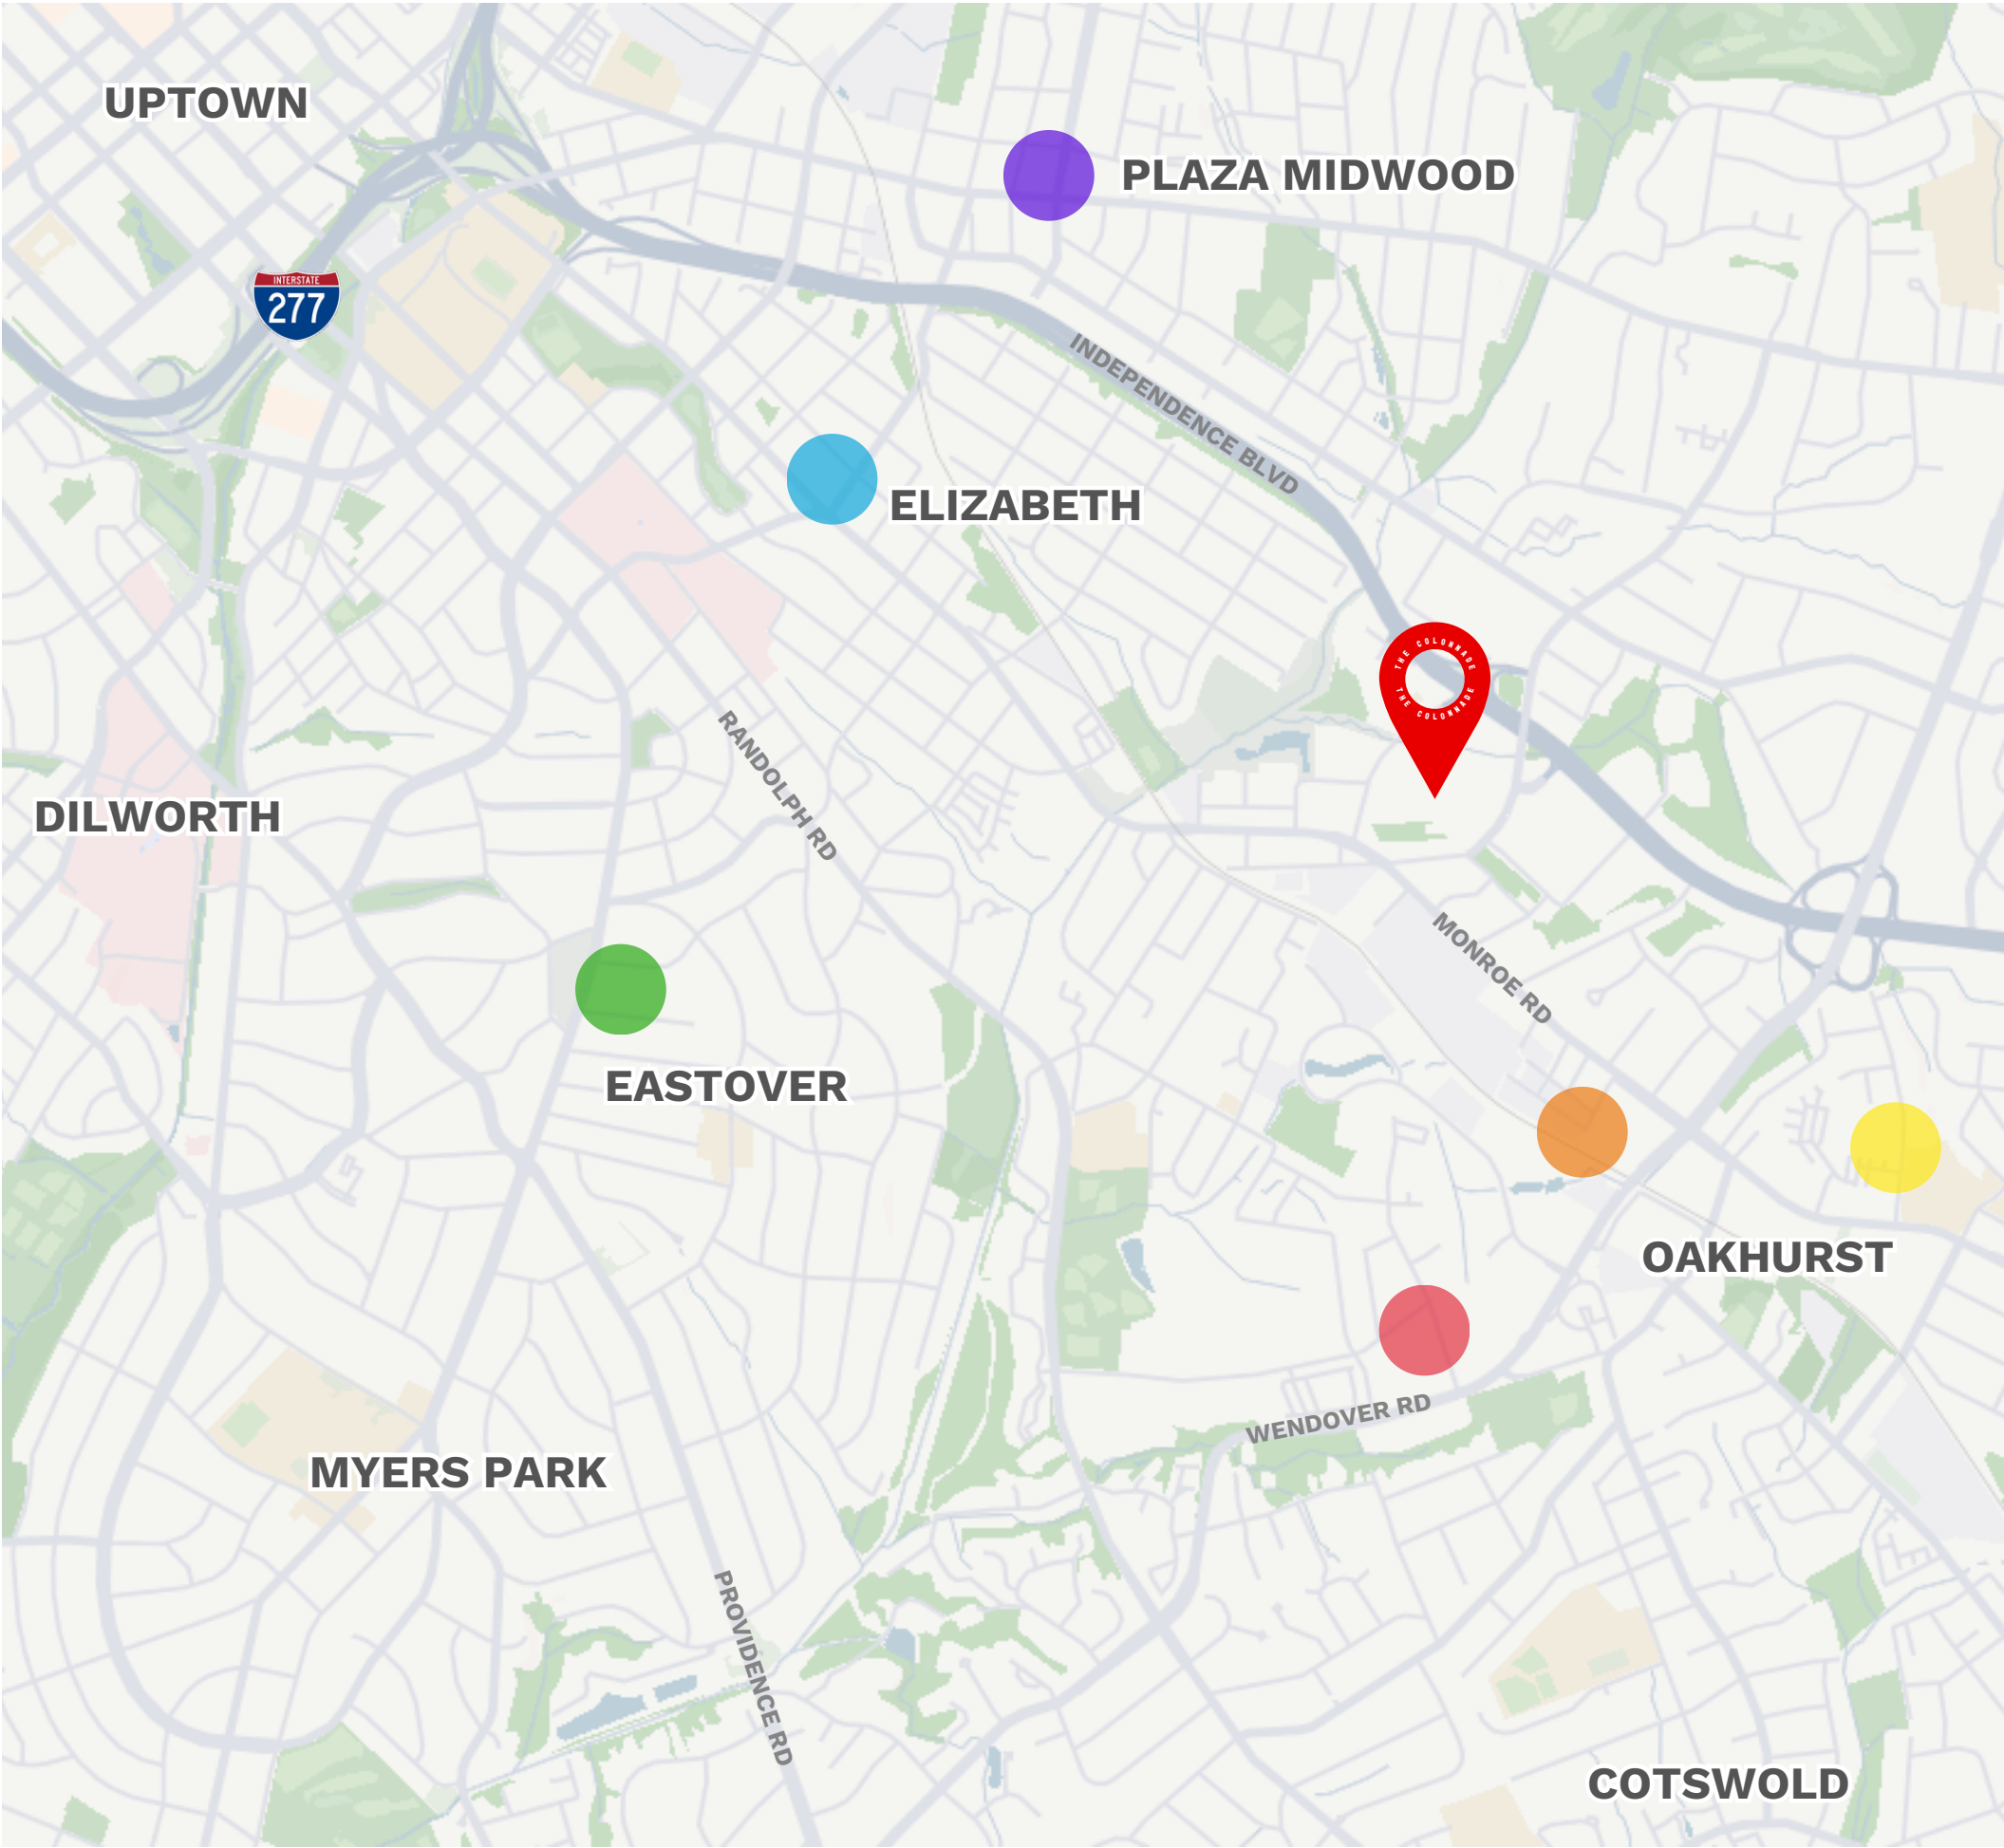 UPTOWN
PLAZA MIDWOOD
INTERSTATE
277
INDEPENDENCE BLVD
ELIZABETH
THE COLONNADE
THE COLONNADE
RANDOLPH RD
DILWORTH
MONROE RD
EASTOVER
OAKHURST
WENDOVER RD
MYERS PARK
PROVIDENCE RD
COTSWOLD